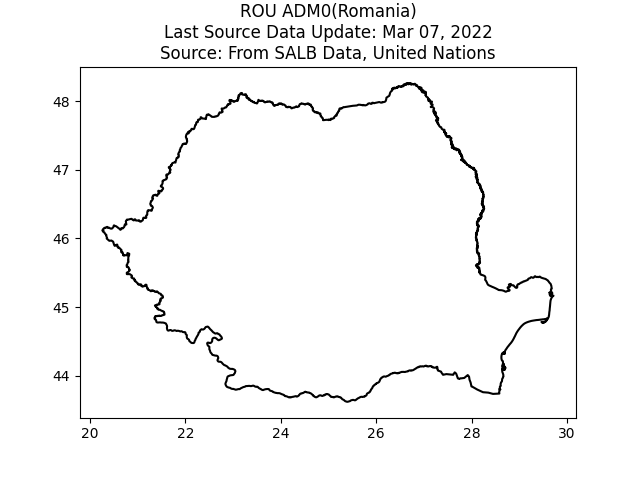 ROU ADM0(Romania)
Last Source Data Update: Mar 07, 2022
Source: From SALB Data, United Nations
48
47
46
45
44
20 22 24 26 28 30